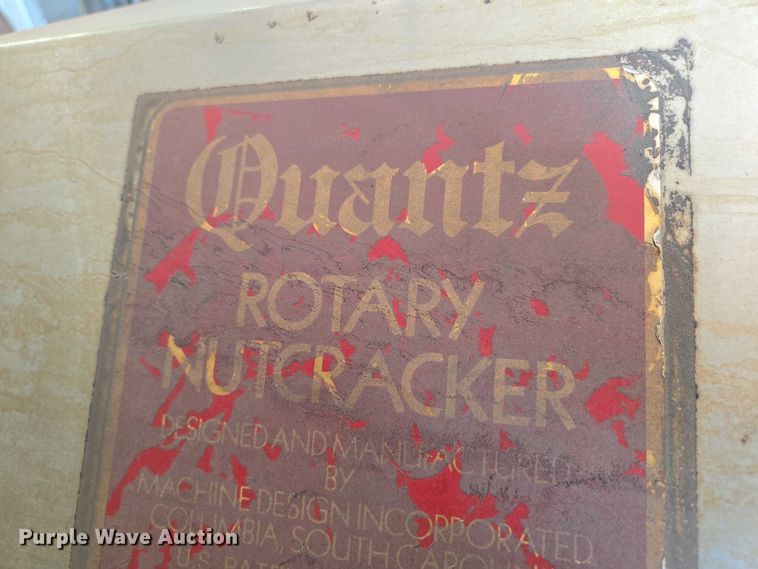 Quantz
ROTARY
NUTCRACKER
DESIGNED AND MANUFACTURED
BY
MACHINE DESIGN INCORPORATED
COLUMBIA, SOUTH CAROLINA
U.S.
Purple Wave Auction